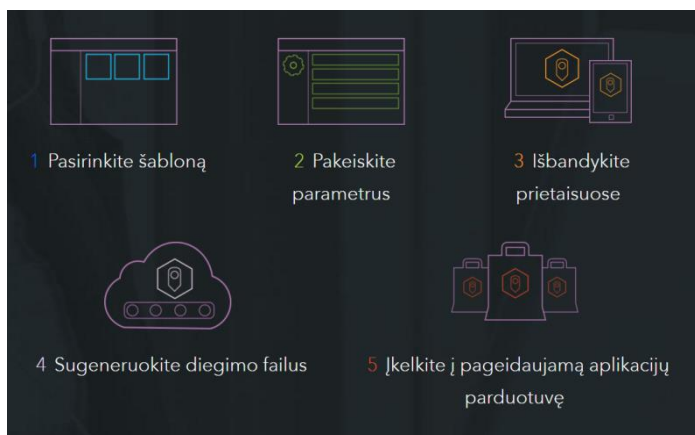 1 Pasirinkite šabloną
2 Pakeiskite
parametrus
3 Išbandykite
prietaisuose
4 Sugeneruokite diegimo failus
5 Įkelkite į pageidaujamą aplikacijų
parduotuvę